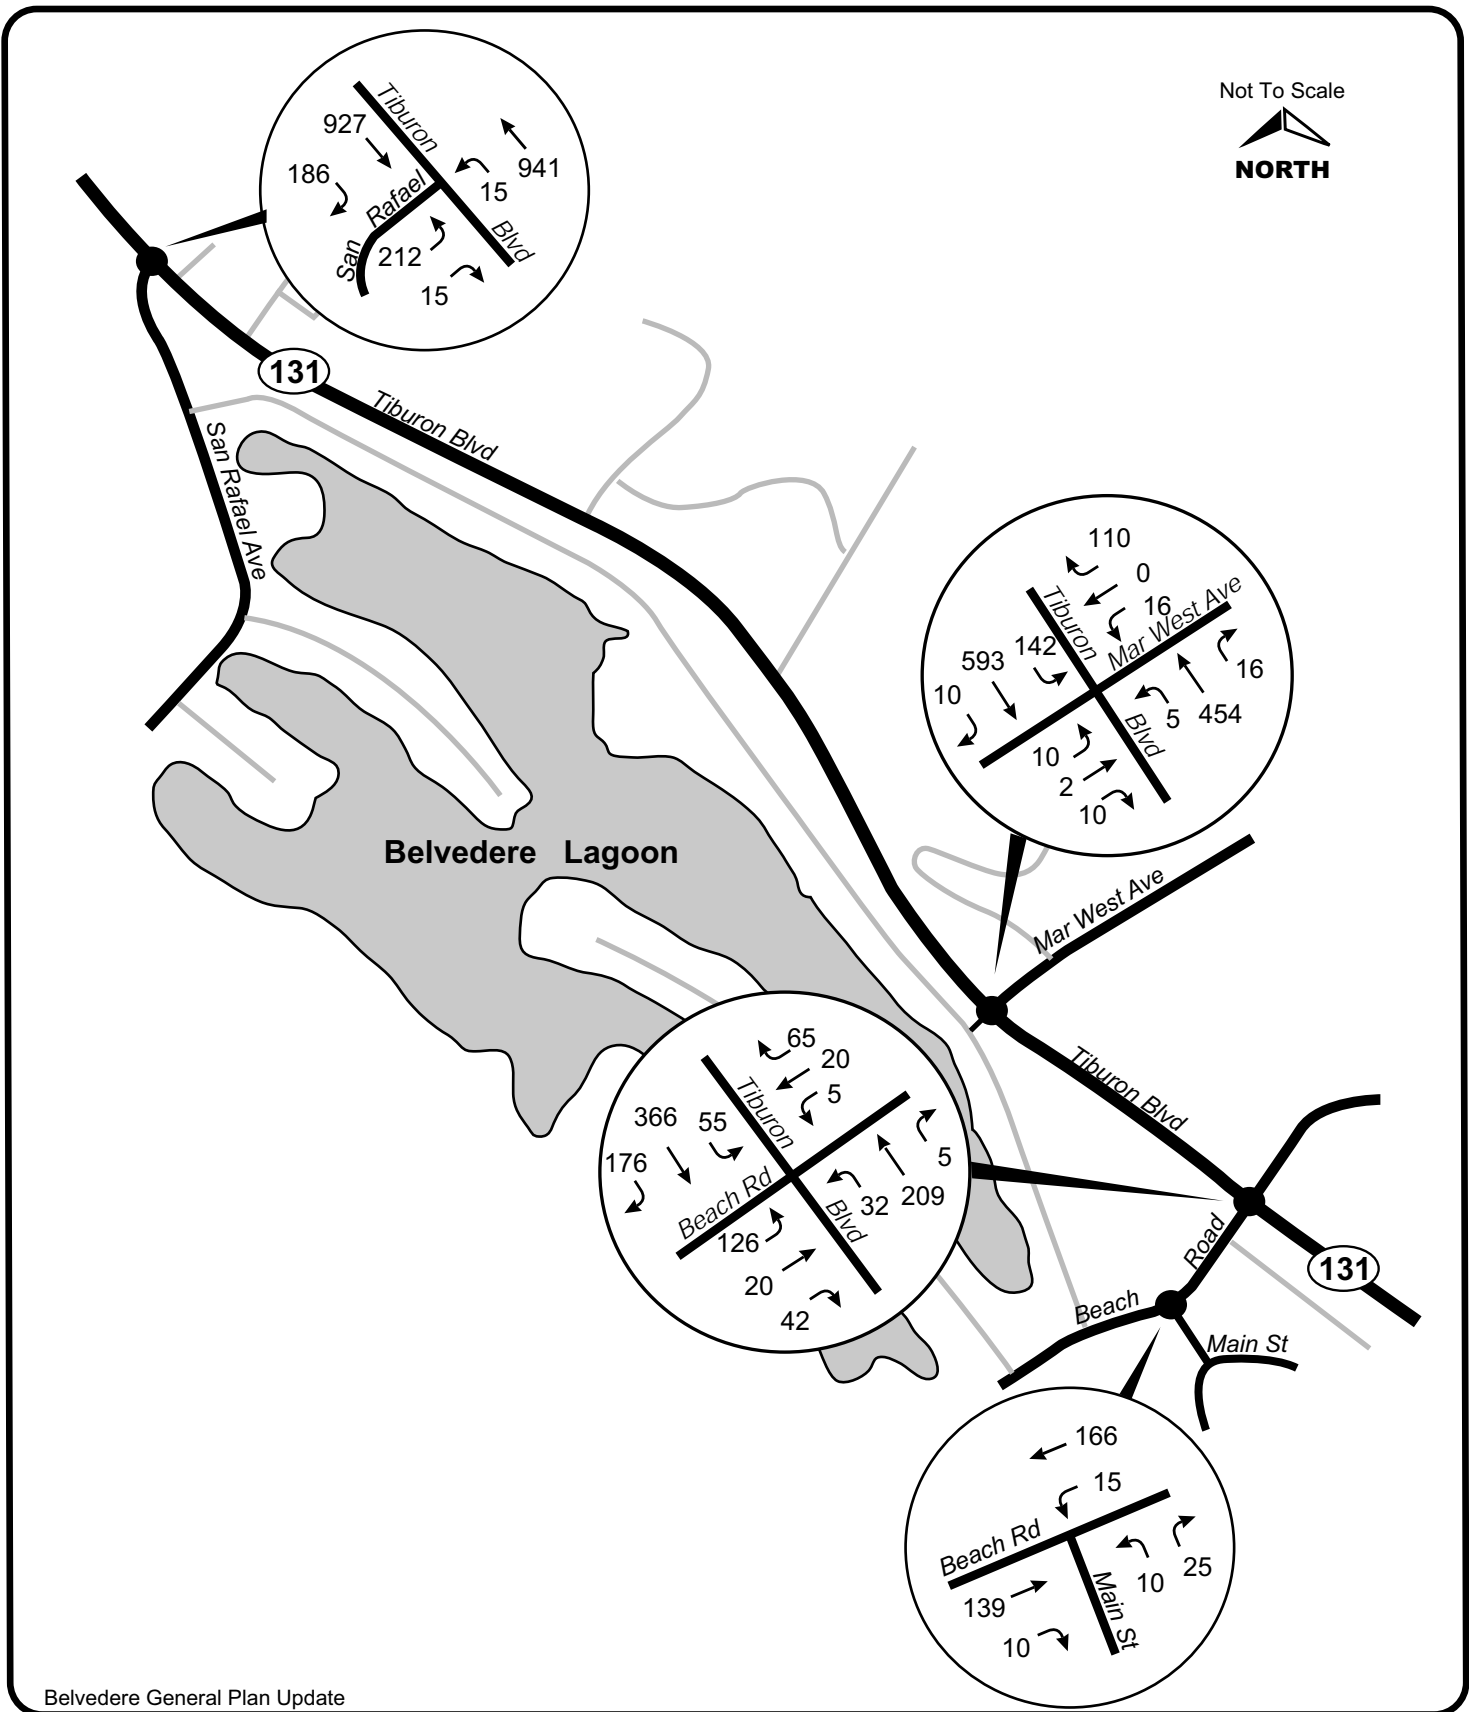 Not To Scale
NORTH
927
186
Tiburon
941
15
San Rafael
212
15
Blvd
131
Tiburon Blvd
San Rafael Ave
110
0
16
Tiburon
Mar West Ave
142
593
10
16
5
454
Blvd
10
2
10
Belvedere Lagoon
Mar West Ave
65
20
5
366
55
176
Tiburon
Beach Rd
5
209
32
Blvd
126
20
42
Tiburon Blvd
Beach Road
131
Main St
166
15
Beach Rd
25
10
139
10
Main St
Belvedere General Plan Update